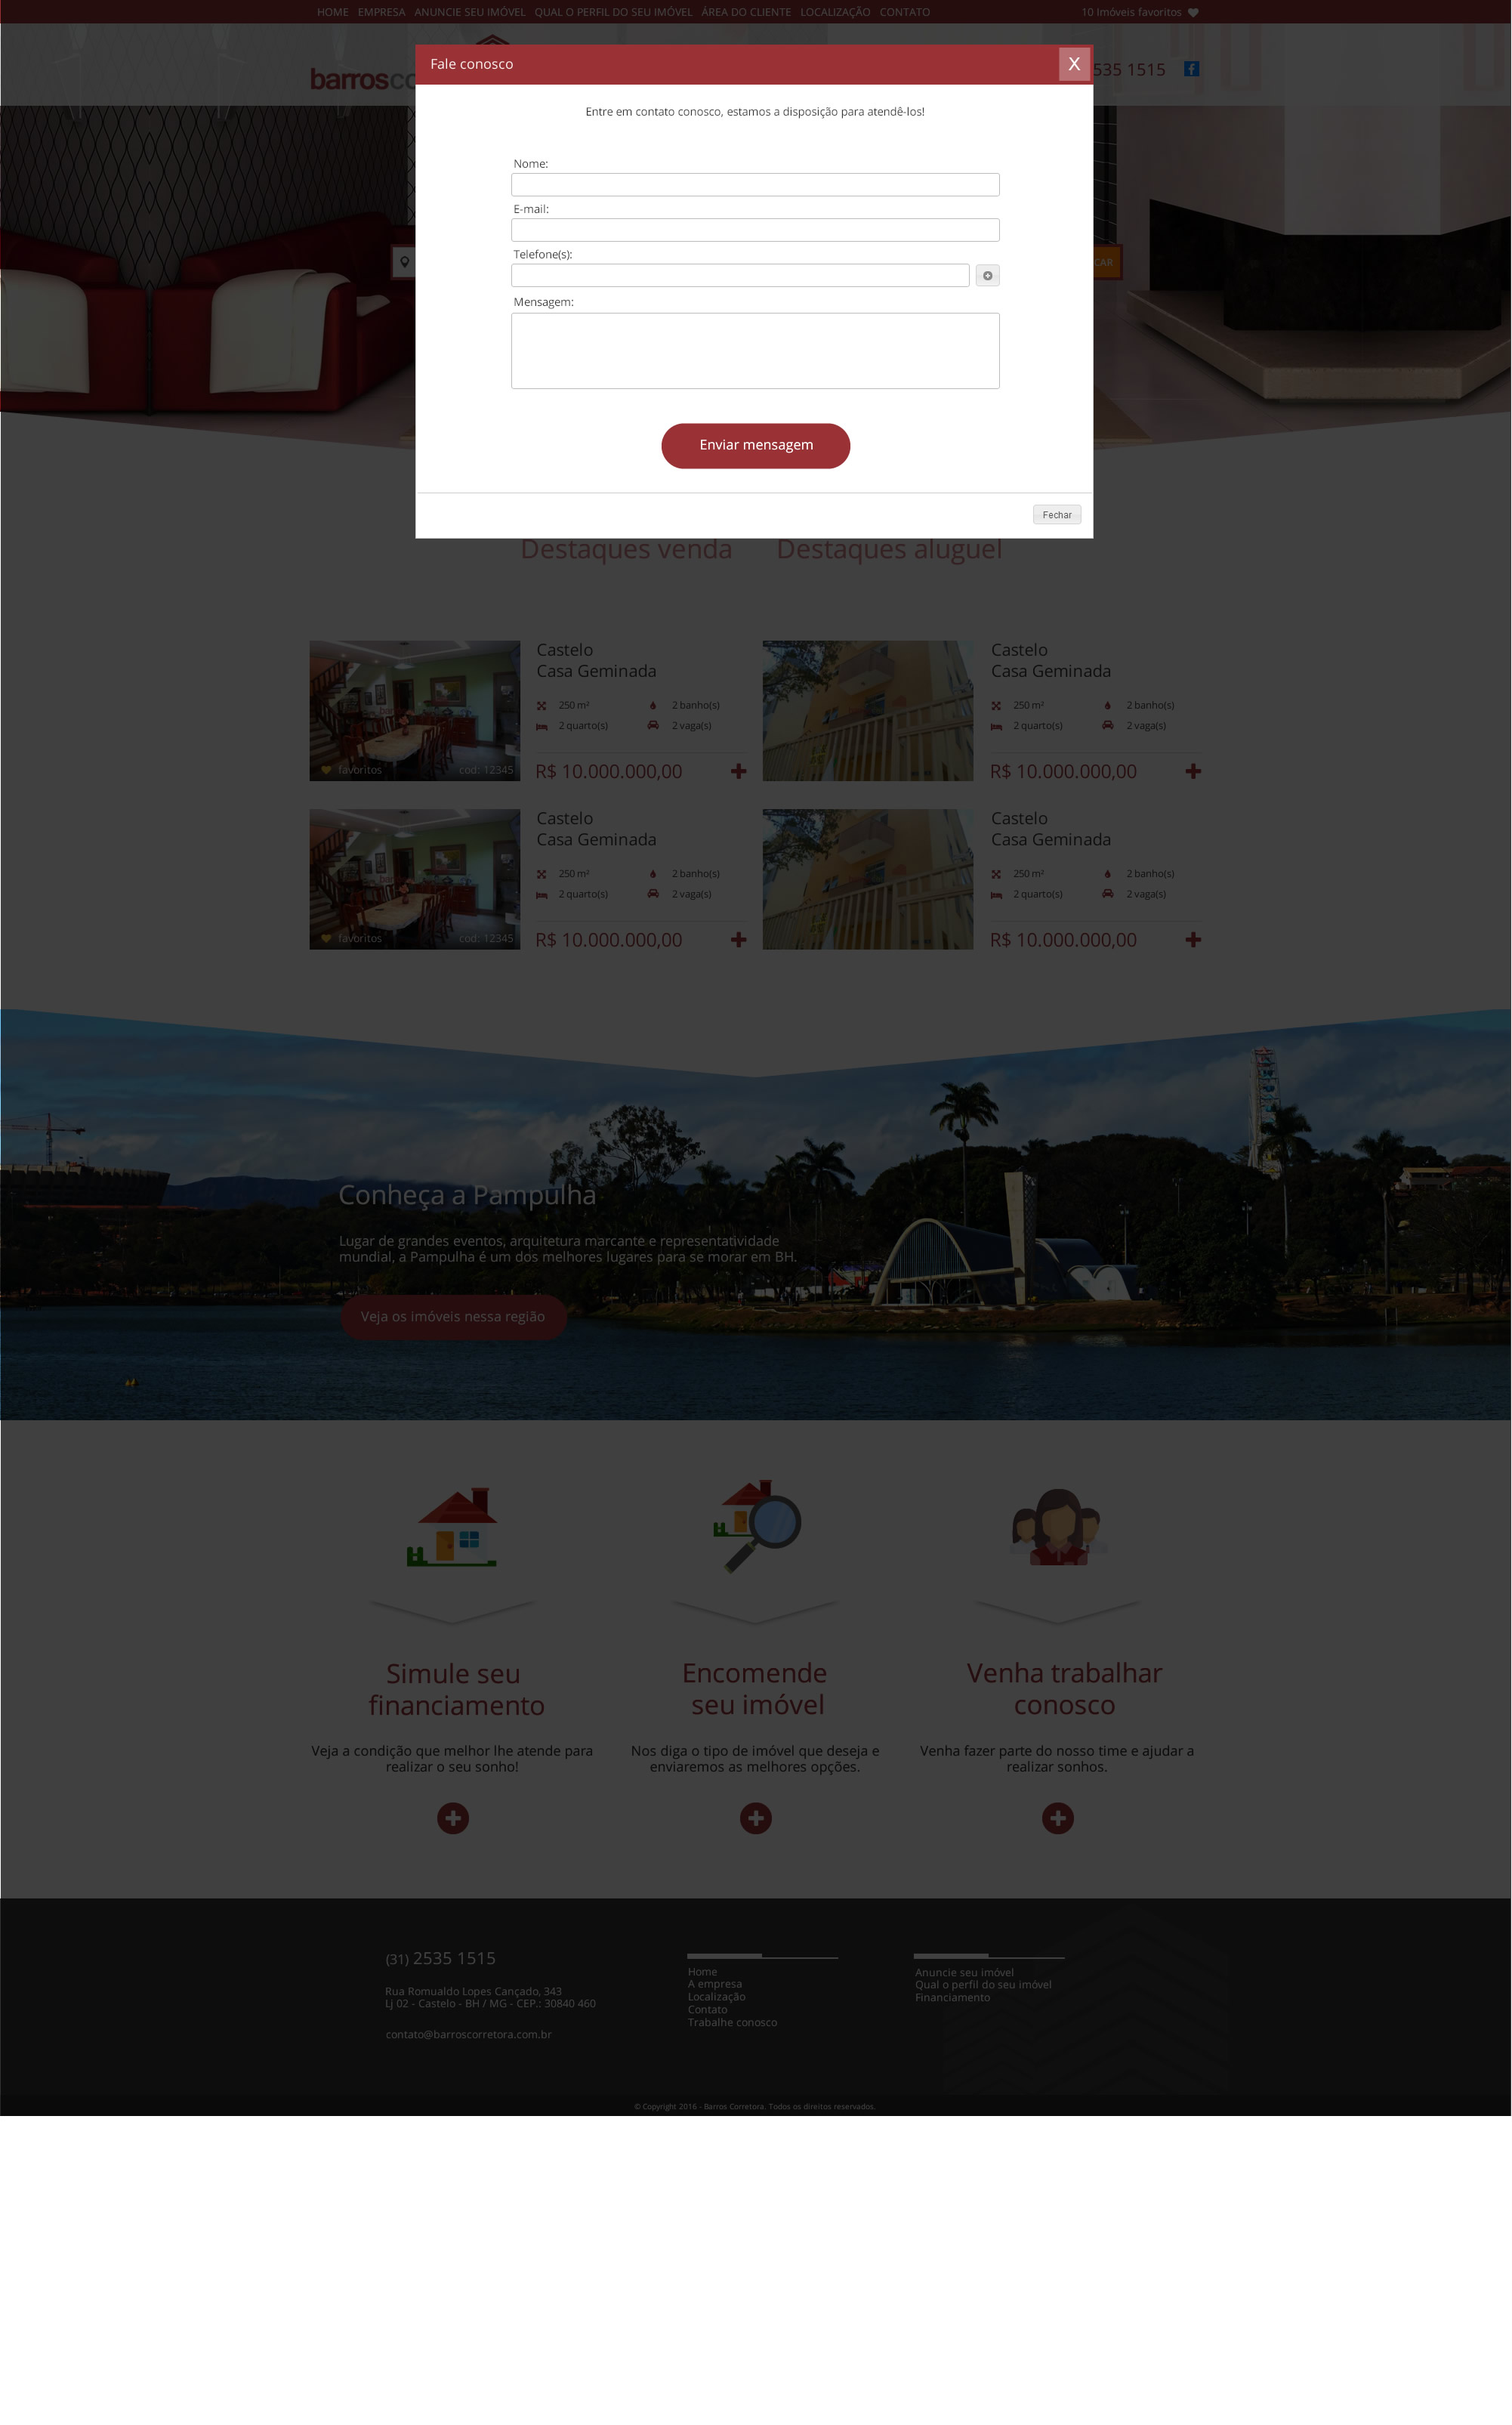 HOME EMPRESA ANUNCIE SEU IMÓVEL QUAL O PERFIL DO SEU IMÓVEL ÁREA DO CLIENTE LOCALIZAÇÃO CONTATO 10 Imóveis favoritos
Fale conosco X
535 1515
Entre em contato conosco, estamos a disposição para atendê-los!
Nome:
E-mail:
Telefone(s):
Mensagem:
Enviar mensagem
Fechar
Destaques venda Destaques aluguel
Castelo
Casa Geminada
250 m² 2 banho(s)
2 quarto(s) 2 vaga(s)
favoritos cod: 12345
R$ 10.000.000,00
Castelo
Casa Geminada
250 m² 2 banho(s)
2 quarto(s) 2 vaga(s)
R$ 10.000.000,00
Castelo
Casa Geminada
250 m² 2 banho(s)
2 quarto(s) 2 vaga(s)
favoritos cod: 12345
R$ 10.000.000,00
Castelo
Casa Geminada
250 m² 2 banho(s)
2 quarto(s) 2 vaga(s)
R$ 10.000.000,00
Conheça a Pampulha
Lugar de grandes eventos, arquitetura marcante e representatividade
mundial, a Pampulha é um dos melhores lugares para se morar em BH.
Veja os imóveis nessa região
Simule seu
financiamento
Veja a condição que melhor lhe atende para
realizar o seu sonho!
Encomende
seu imóvel
Nos diga o tipo de imóvel que deseja e
enviaremos as melhores opções.
Venha trabalhar
conosco
Venha fazer parte do nosso time e ajudar a
realizar sonhos.
(31) 2535 1515
Rua Romualdo Lopes Cançado, 343
Lj 02 - Castelo - BH / MG - CEP.: 30840 460
contato@barroscorretora.com.br
Home
A empresa
Localização
Contato
Trabalhe conosco
Anuncie seu imóvel
Qual o perfil do seu imóvel
Financiamento
© Copyright 2016 - Barros Corretora. Todos os direitos reservados.